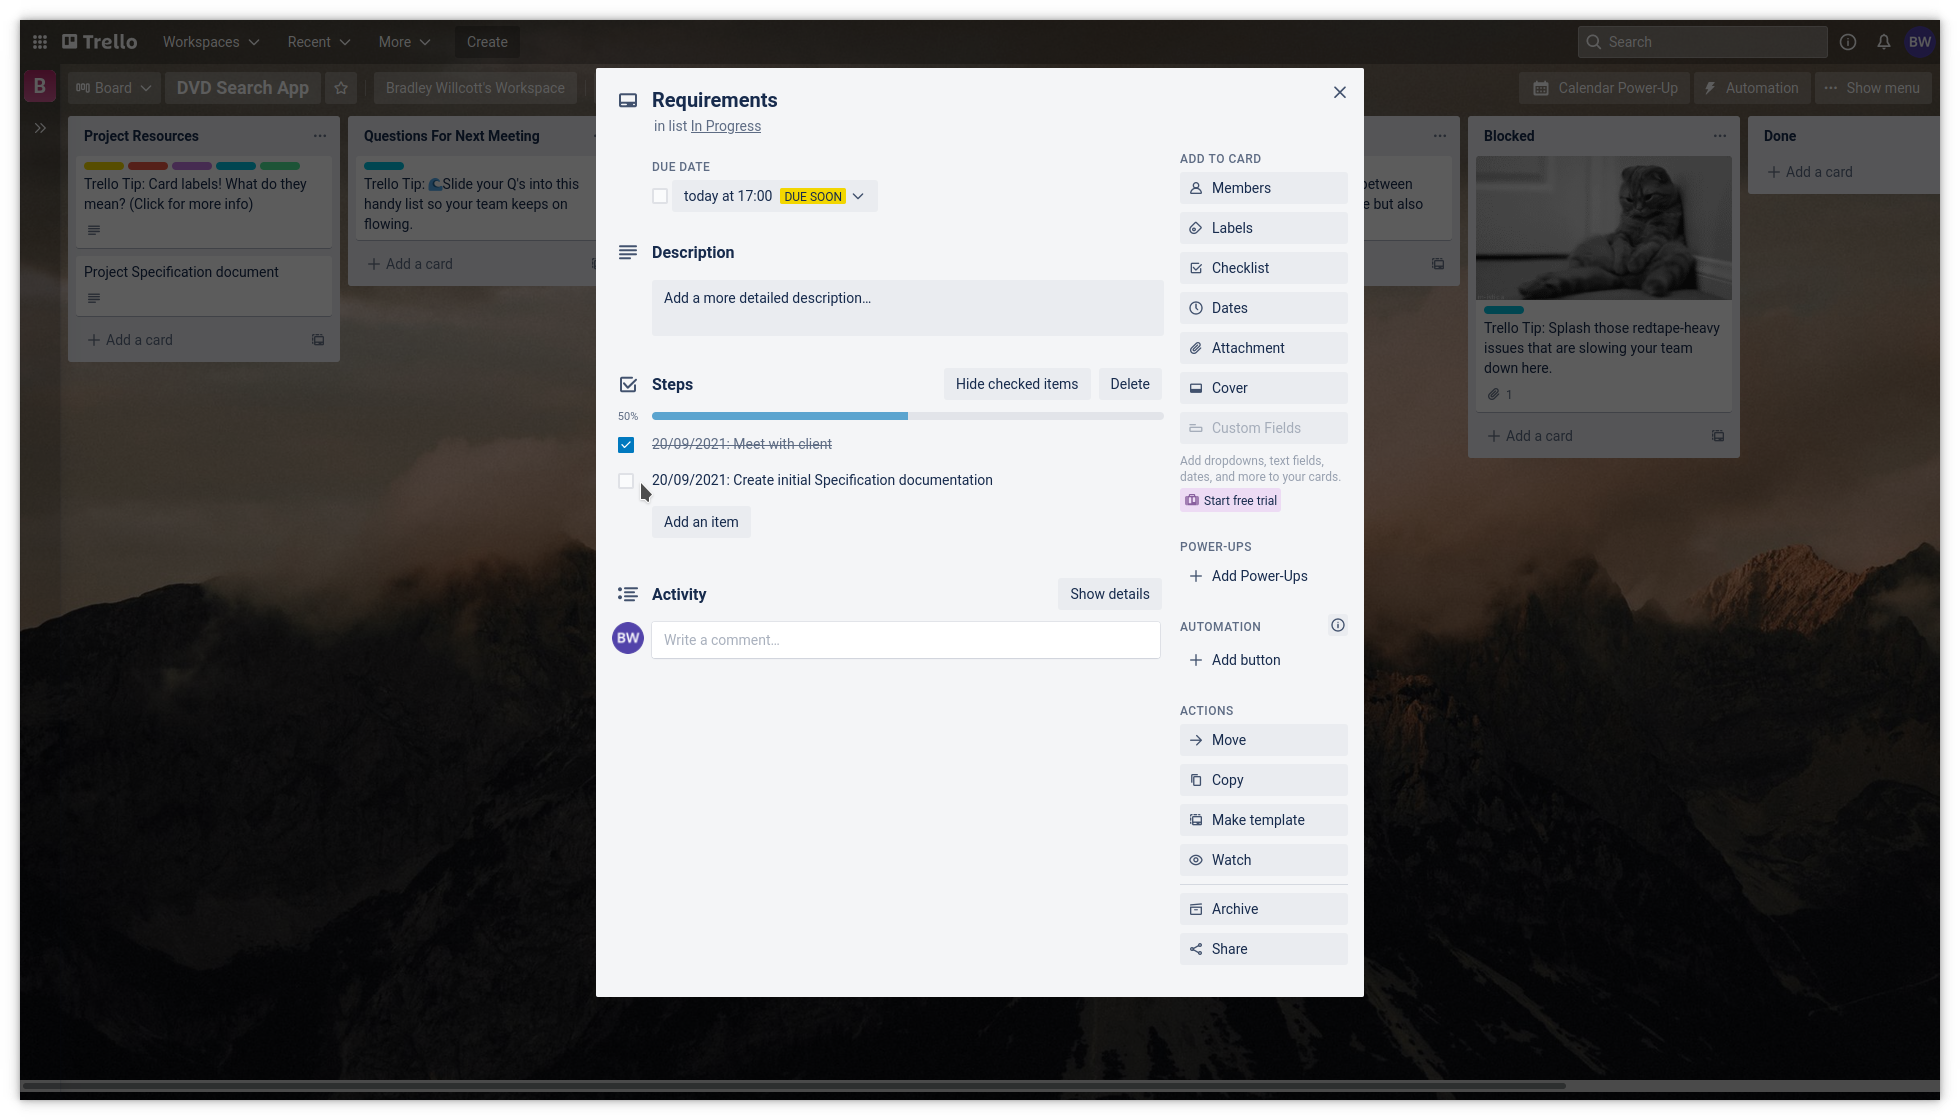 Trello
Workspaces
Recent
More
Create
Search
BW
B
Board
DVD Search App
Bradley Willcott's Workspace
Calendar Power-Up
Automation
Show menu
Project Resources
Trello Tip: Card labels! What do they
mean? (Click for more info)
Project Specification document
+ Add a card
Questions For Next Meeting
Trello Tip: 🌊Slide your Q's into this
handy list so your team keeps on
flowing.
+ Add a card
Requirements
in list In Progress
DUE DATE
today at 17:00 DUE SOON
Description
Add a more detailed description…
Steps
Hide checked items
Delete
50%
20/09/2021: Meet with client
20/09/2021: Create initial Specification documentation
Add an item
Activity
Show details
BW
Write a comment…
ADD TO CARD
Members
Labels
Checklist
Dates
Attachment
Cover
Custom Fields
Add dropdowns, text fields,
dates, and more to your cards.
Start free trial
POWER-UPS
+ Add Power-Ups
AUTOMATION
+ Add button
ACTIONS
Move
Copy
Make template
Watch
Archive
Share
between
e but also
Blocked
Trello Tip: Splash those redtape-heavy
issues that are slowing your team
down here.
1
+ Add a card
Done
+ Add a card